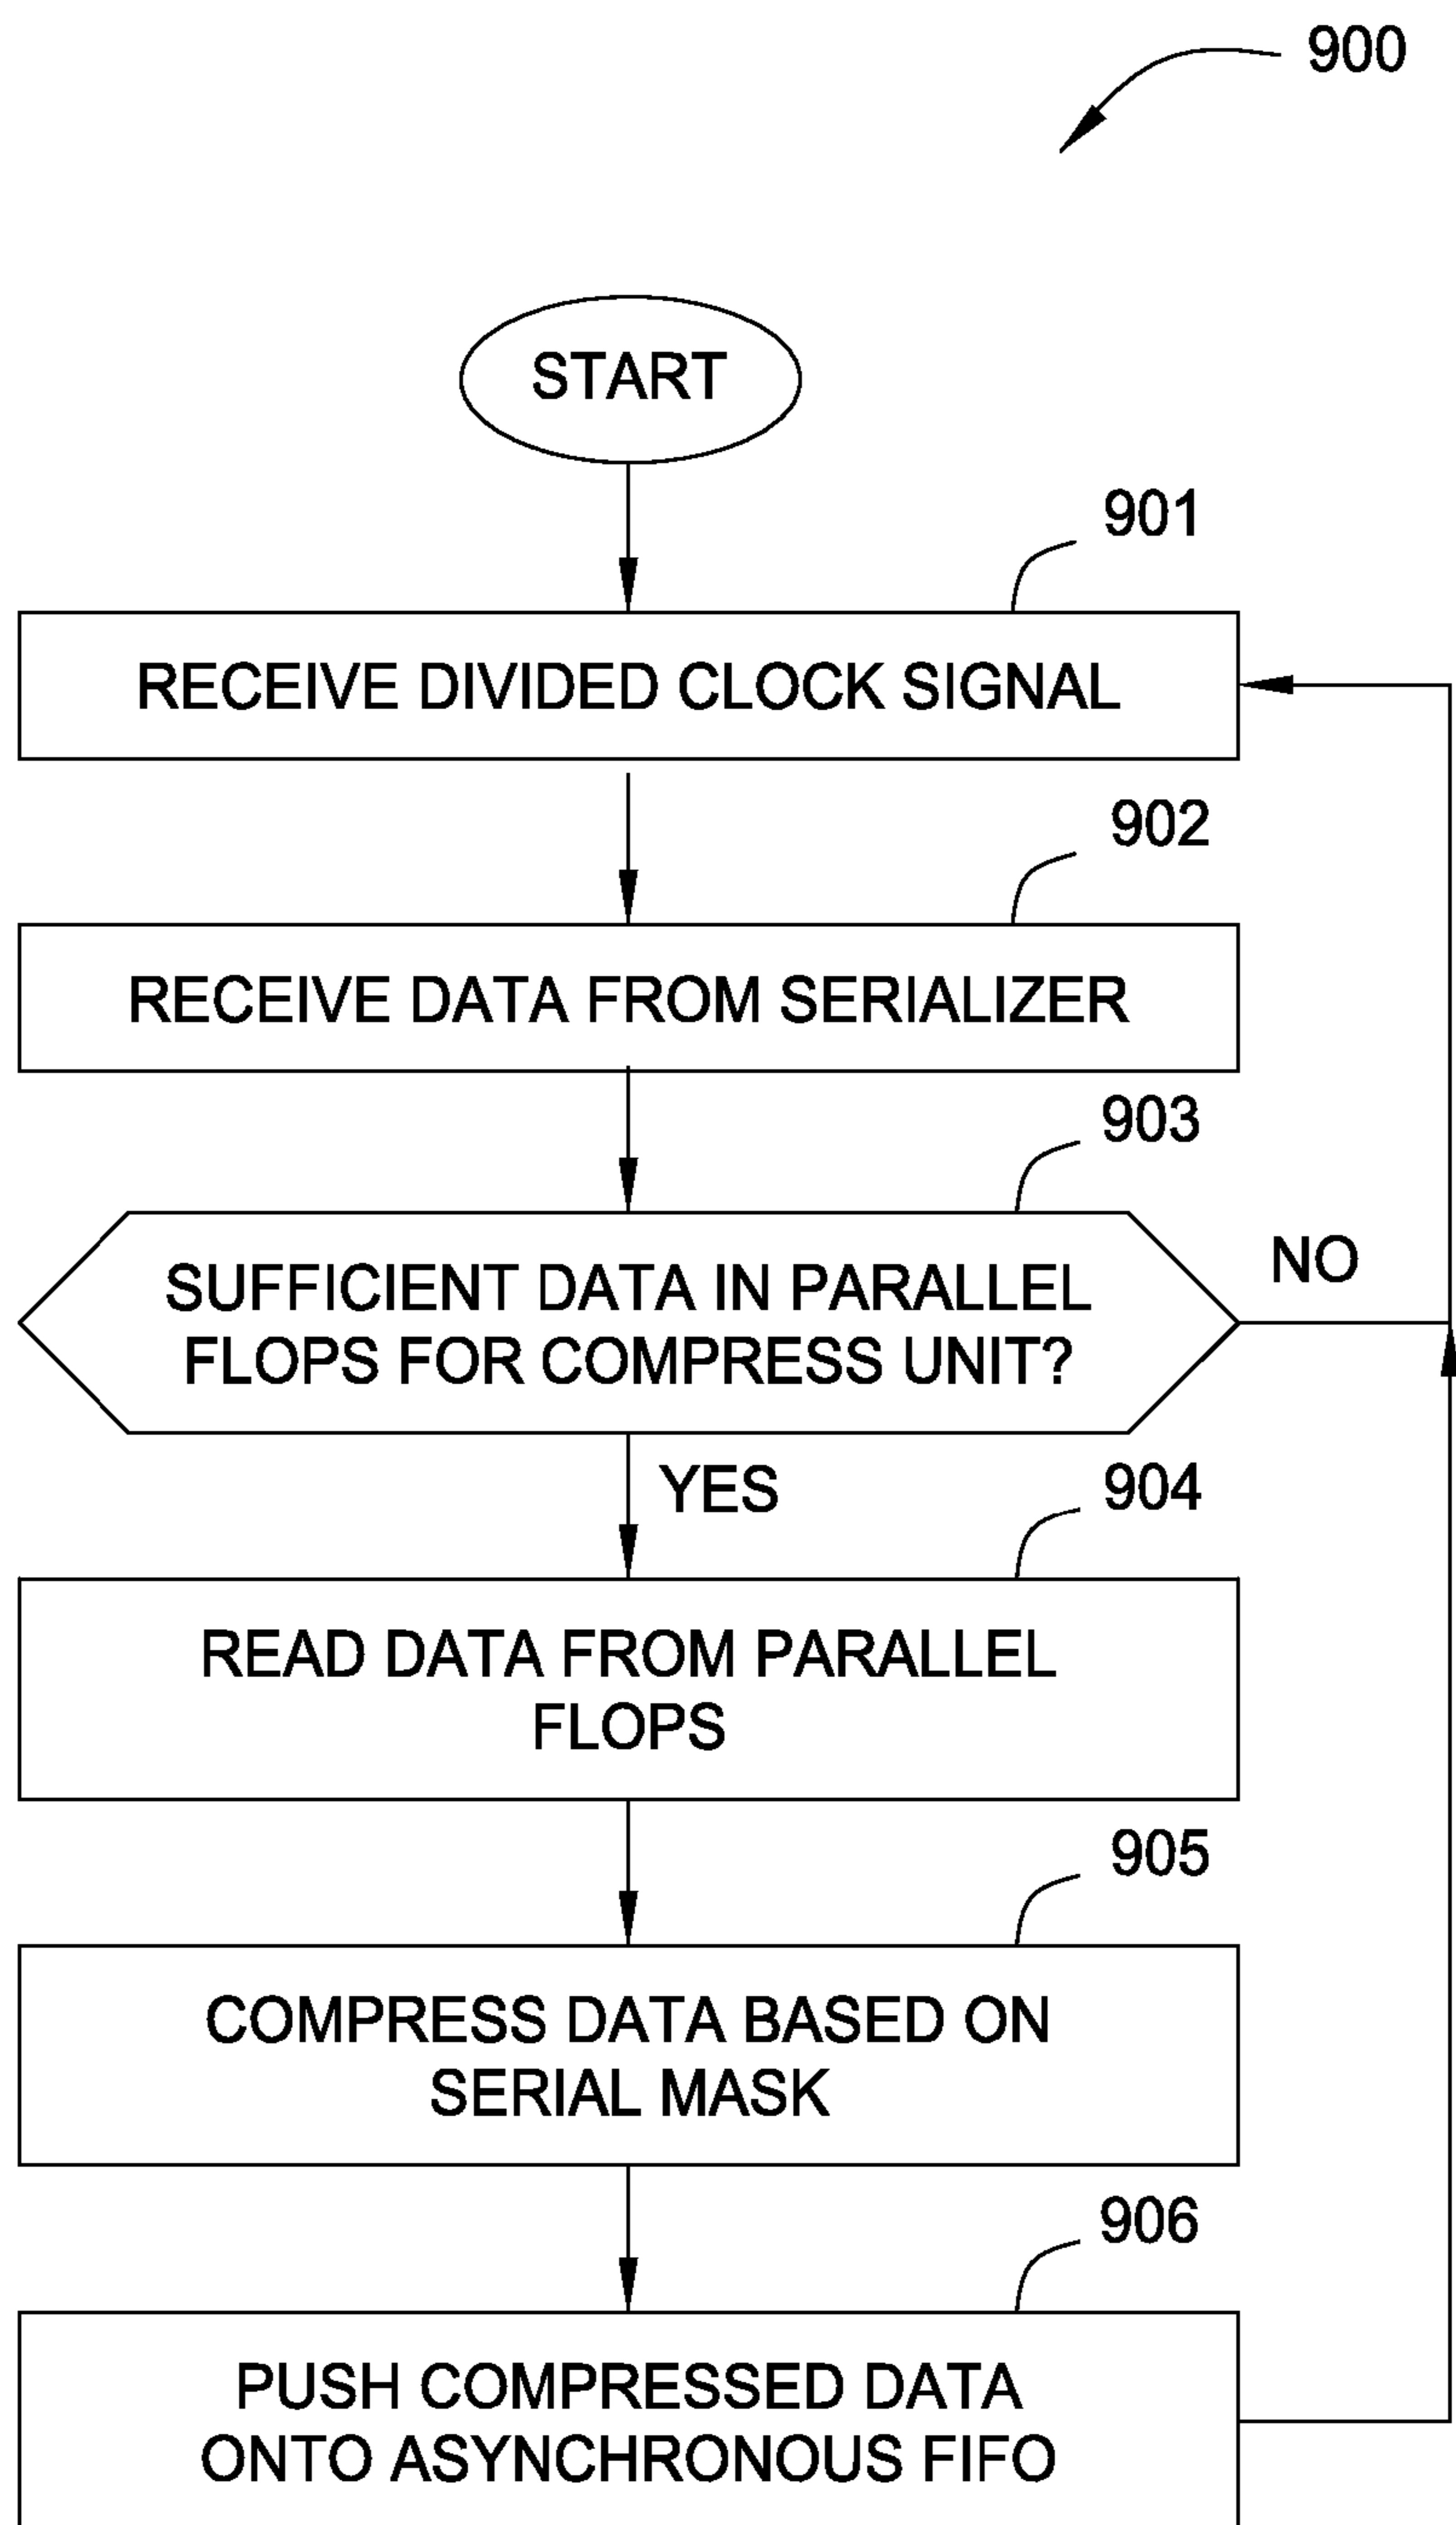 900
START
901
RECEIVE DIVIDED CLOCK SIGNAL
902
RECEIVE DATA FROM SERIALIZER
903
SUFFICIENT DATA IN PARALLEL
FLOPS FOR COMPRESS UNIT?
NO
YES
904
READ DATA FROM PARALLEL
FLOPS
905
COMPRESS DATA BASED ON
SERIAL MASK
906
PUSH COMPRESSED DATA
ONTO ASYNCHRONOUS FIFO